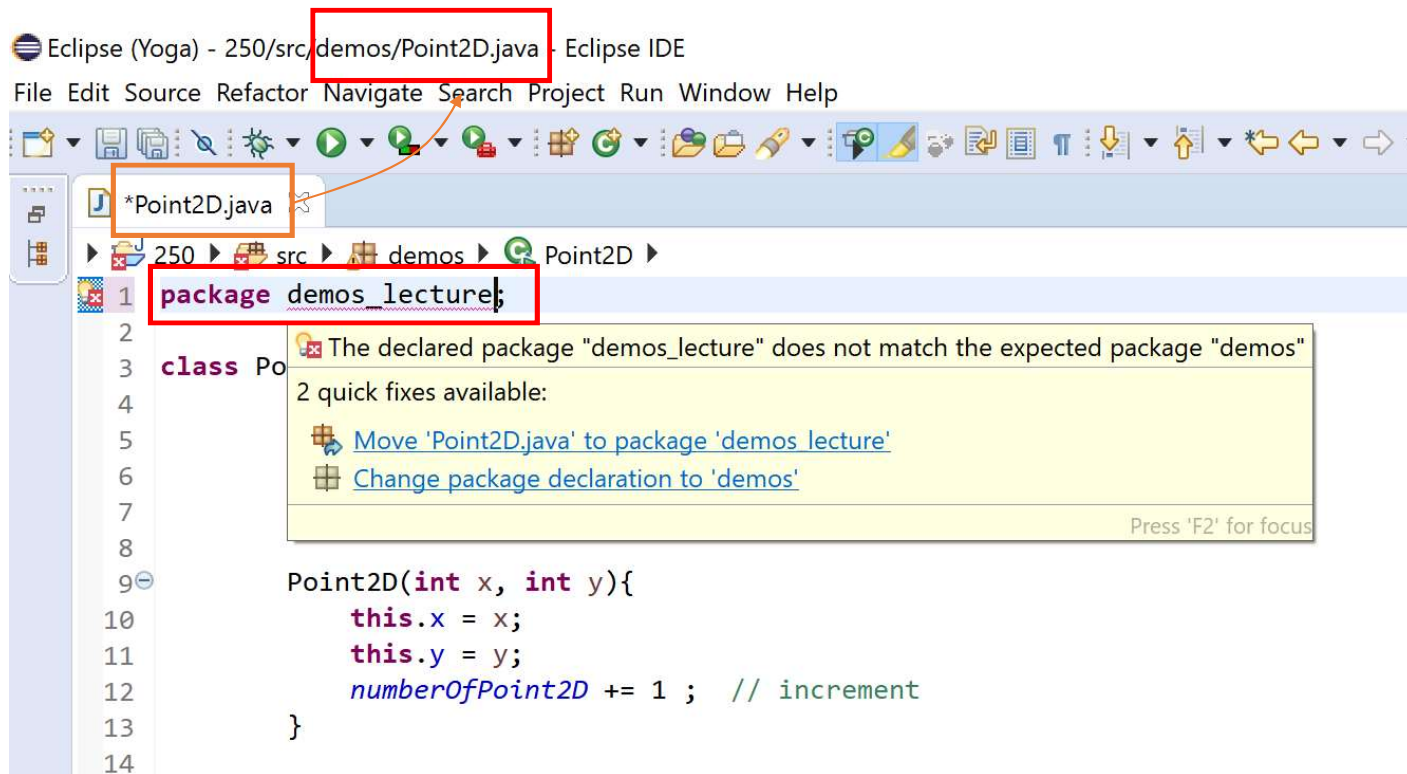 Eclipse (Yoga) - 250/src/demos/Point2D.java - Eclipse IDE
File Edit Source Refactor Navigate Search Project Run Window Help
*Point2D.java
250 src demos Point2D
1 package demos_lecture;
2
The declared package "demos_lecture" does not match the expected package "demos"
3 class Po
2 quick fixes available:
4
5
Move 'Point2D.java' to package 'demos_lecture'
6
Change package declaration to 'demos'
7
Press 'F2' for focus
8
9 Point2D(int x, int y){
10 this.x = x;
11 this.y = y;
12 numberOfPoint2D += 1 ; // increment
13 }
14